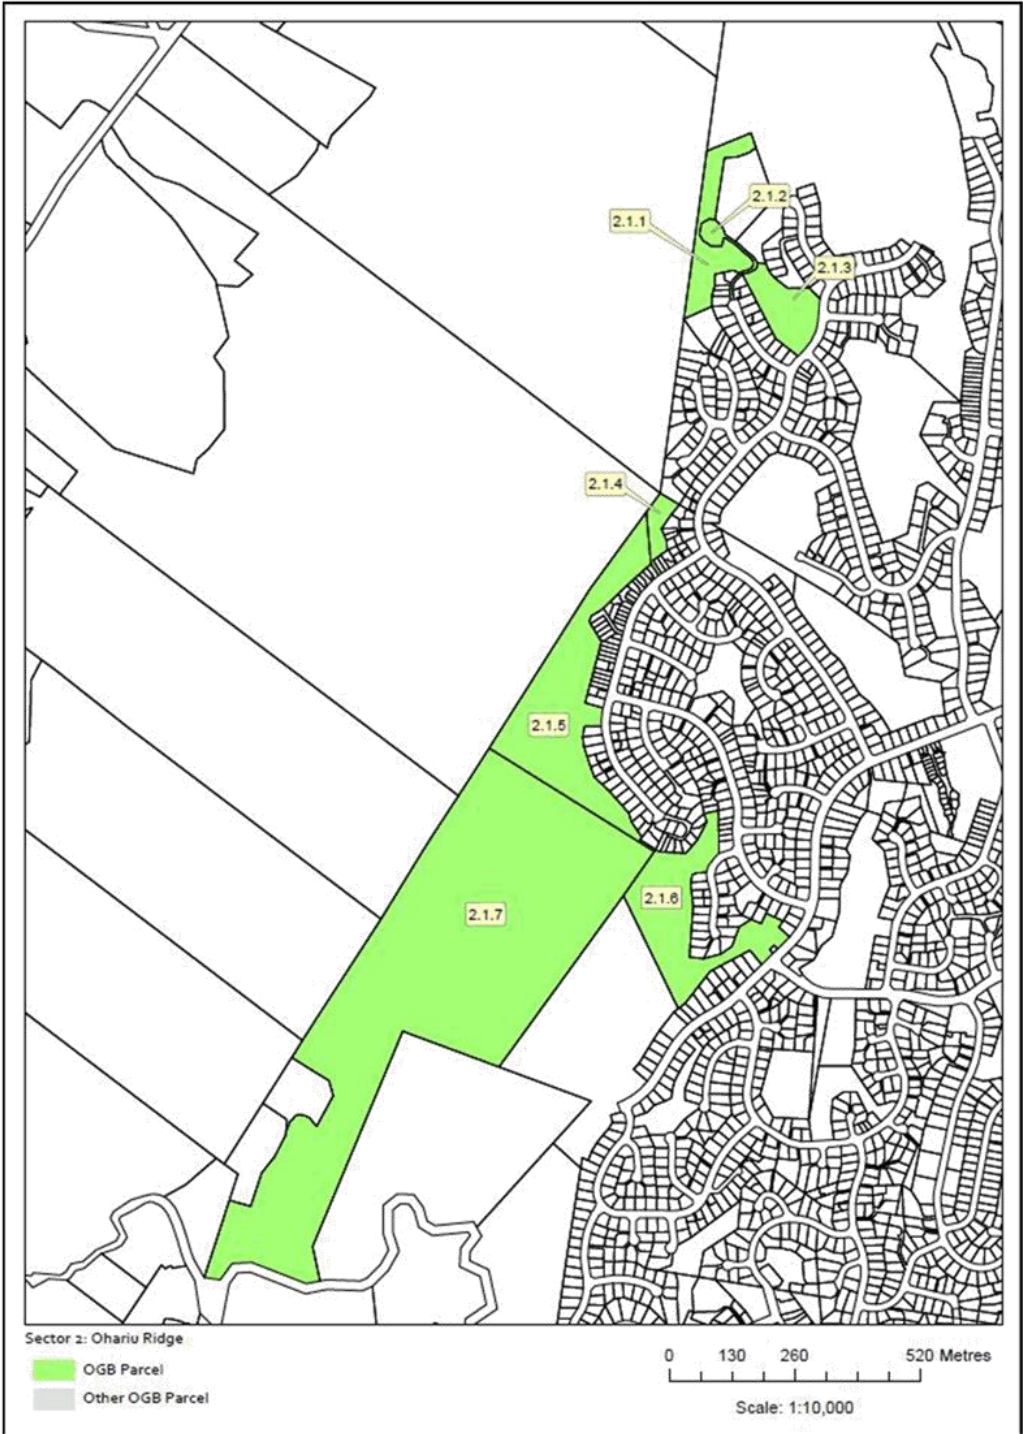 2.1.2
2.1.1
2.1.3
2.1.4
2.1.5
2.1.6
2.1.7
Sector 2: Ohariu Ridge
OGB Parcel
Other OGB Parcel
0 130 260 520 Metres
Scale: 1:10,000